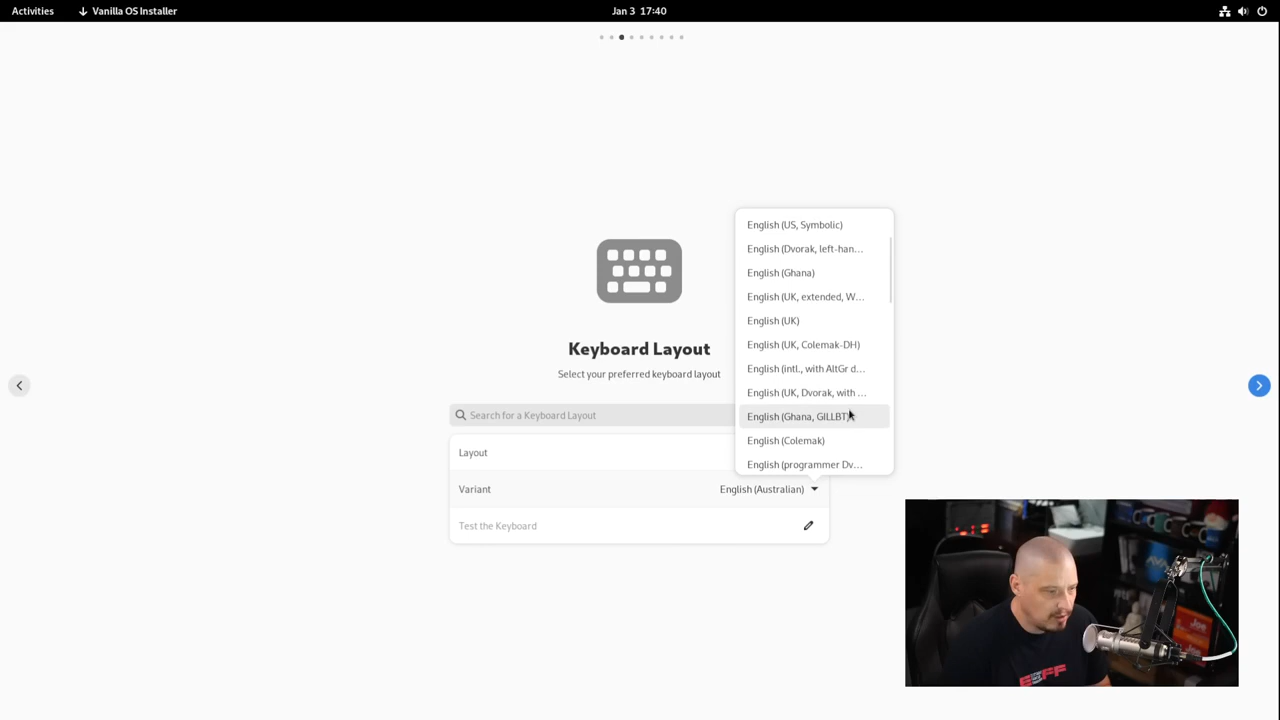 Activities
Vanilla OS Installer
Jan 3 17:40
English (US, Symbolic)
English (Dvorak, left-han...
English (Ghana)
English (UK, extended, W...
English (UK)
English (UK, Colemak-DH)
English (intl., with AltGr d...
English (UK, Dvorak, with ...
English (Ghana, GILLBT)
English (Colemak)
English (programmer Dv...
Keyboard Layout
Select your preferred keyboard layout
Search for a Keyboard Layout
Layout
Variant
English (Australian)
Test the Keyboard